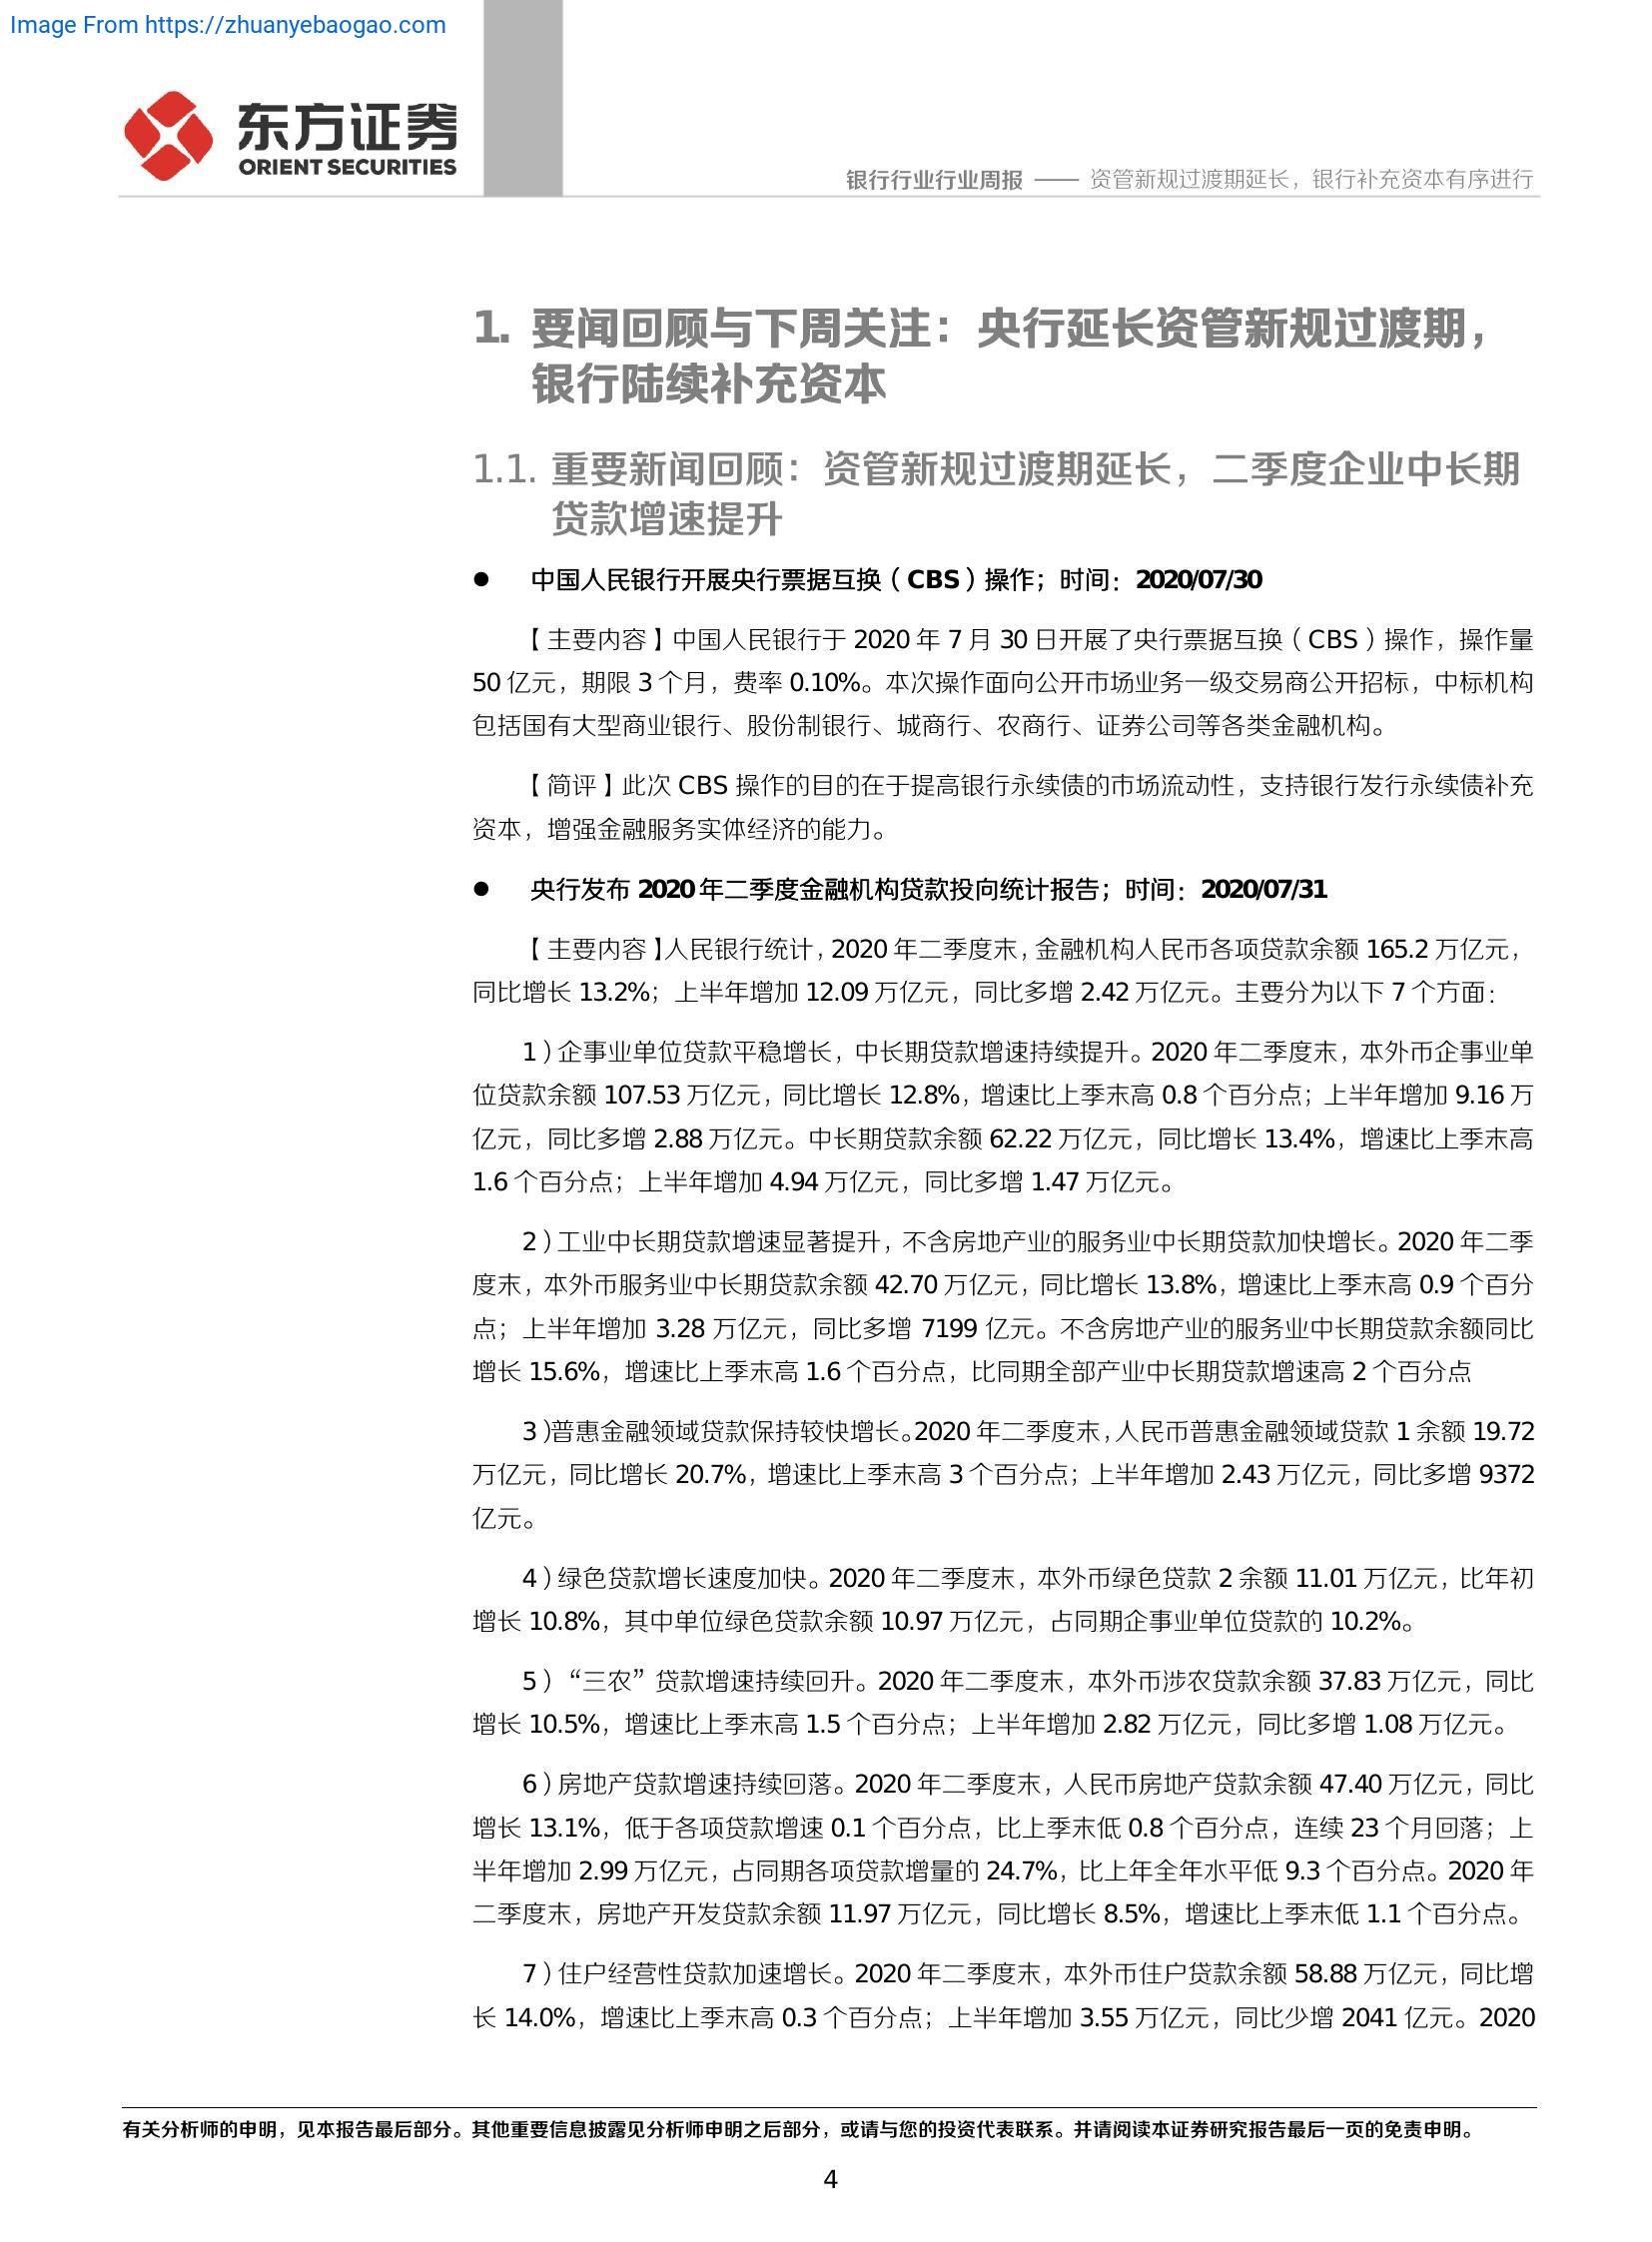 Image From https://zhuanyebaogao.com
东方证券
ORIENT SECURITIES
银行行业行业周报 —— 资管新规过渡期延长，银行补充资本有序进行
1. 要闻回顾与下周关注：央行延长资管新规过渡期，
银行陆续补充资本
1.1. 重要新闻回顾：资管新规过渡期延长，二季度企业中长期
贷款增速提升
● 中国人民银行开展央行票据互换（CBS）操作；时间：2020/07/30
【主要内容】中国人民银行于 2020 年 7 月 30 日开展了央行票据互换（CBS）操作，操作量
50 亿元，期限 3 个月，费率 0.10%。本次操作面向公开市场业务一级交易商公开招标，中标机构
包括国有大型商业银行、股份制银行、城商行、农商行、证券公司等各类金融机构。
【简评】此次 CBS 操作的目的在于提高银行永续债的市场流动性，支持银行发行永续债补充
资本，增强金融服务实体经济的能力。
● 央行发布 2020 年二季度金融机构贷款投向统计报告；时间：2020/07/31
【主要内容】人民银行统计，2020 年二季度末，金融机构人民币各项贷款余额 165.2 万亿元，
同比增长 13.2%；上半年增加 12.09 万亿元，同比多增 2.42 万亿元。主要分为以下 7 个方面：
1）企事业单位贷款平稳增长，中长期贷款增速持续提升。2020 年二季度末，本外币企事业单
位贷款余额 107.53 万亿元，同比增长 12.8%，增速比上季末高 0.8 个百分点；上半年增加 9.16 万
亿元，同比多增 2.88 万亿元。中长期贷款余额 62.22 万亿元，同比增长 13.4%，增速比上季末高
1.6 个百分点；上半年增加 4.94 万亿元，同比多增 1.47 万亿元。
2）工业中长期贷款增速显著提升，不含房地产业的服务业中长期贷款加快增长。2020 年二季
度末，本外币服务业中长期贷款余额 42.70 万亿元，同比增长 13.8%，增速比上季末高 0.9 个百分
点；上半年增加 3.28 万亿元，同比多增 7199 亿元。不含房地产业的服务业中长期贷款余额同比
增长 15.6%，增速比上季末高 1.6 个百分点，比同期全部产业中长期贷款增速高 2 个百分点
3）普惠金融领域贷款保持较快增长。2020 年二季度末，人民币普惠金融领域贷款 1 余额 19.72
万亿元，同比增长 20.7%，增速比上季末高 3 个百分点；上半年增加 2.43 万亿元，同比多增 9372
亿元。
4）绿色贷款增长速度加快。2020 年二季度末，本外币绿色贷款 2 余额 11.01 万亿元，比年初
增长 10.8%，其中单位绿色贷款余额 10.97 万亿元，占同期企事业单位贷款的 10.2%。
5）“三农”贷款增速持续回升。2020 年二季度末，本外币涉农贷款余额 37.83 万亿元，同比
增长 10.5%，增速比上季末高 1.5 个百分点；上半年增加 2.82 万亿元，同比多增 1.08 万亿元。
6）房地产贷款增速持续回落。2020 年二季度末，人民币房地产贷款余额 47.40 万亿元，同比
增长 13.1%，低于各项贷款增速 0.1 个百分点，比上季末低 0.8 个百分点，连续 23 个月回落；上
半年增加 2.99 万亿元，占同期各项贷款增量的 24.7%，比上年全年水平低 9.3 个百分点。2020 年
二季度末，房地产开发贷款余额 11.97 万亿元，同比增长 8.5%，增速比上季末低 1.1 个百分点。
7）住户经营性贷款加速增长。2020 年二季度末，本外币住户贷款余额 58.88 万亿元，同比增
长 14.0%，增速比上季末高 0.3 个百分点；上半年增加 3.55 万亿元，同比少增 2041 亿元。2020
有关分析师的申明，见本报告最后部分。其他重要信息披露见分析师申明之后部分，或请与您的投资代表联系。并请阅读本证券研究报告最后一页的免责申明。
4